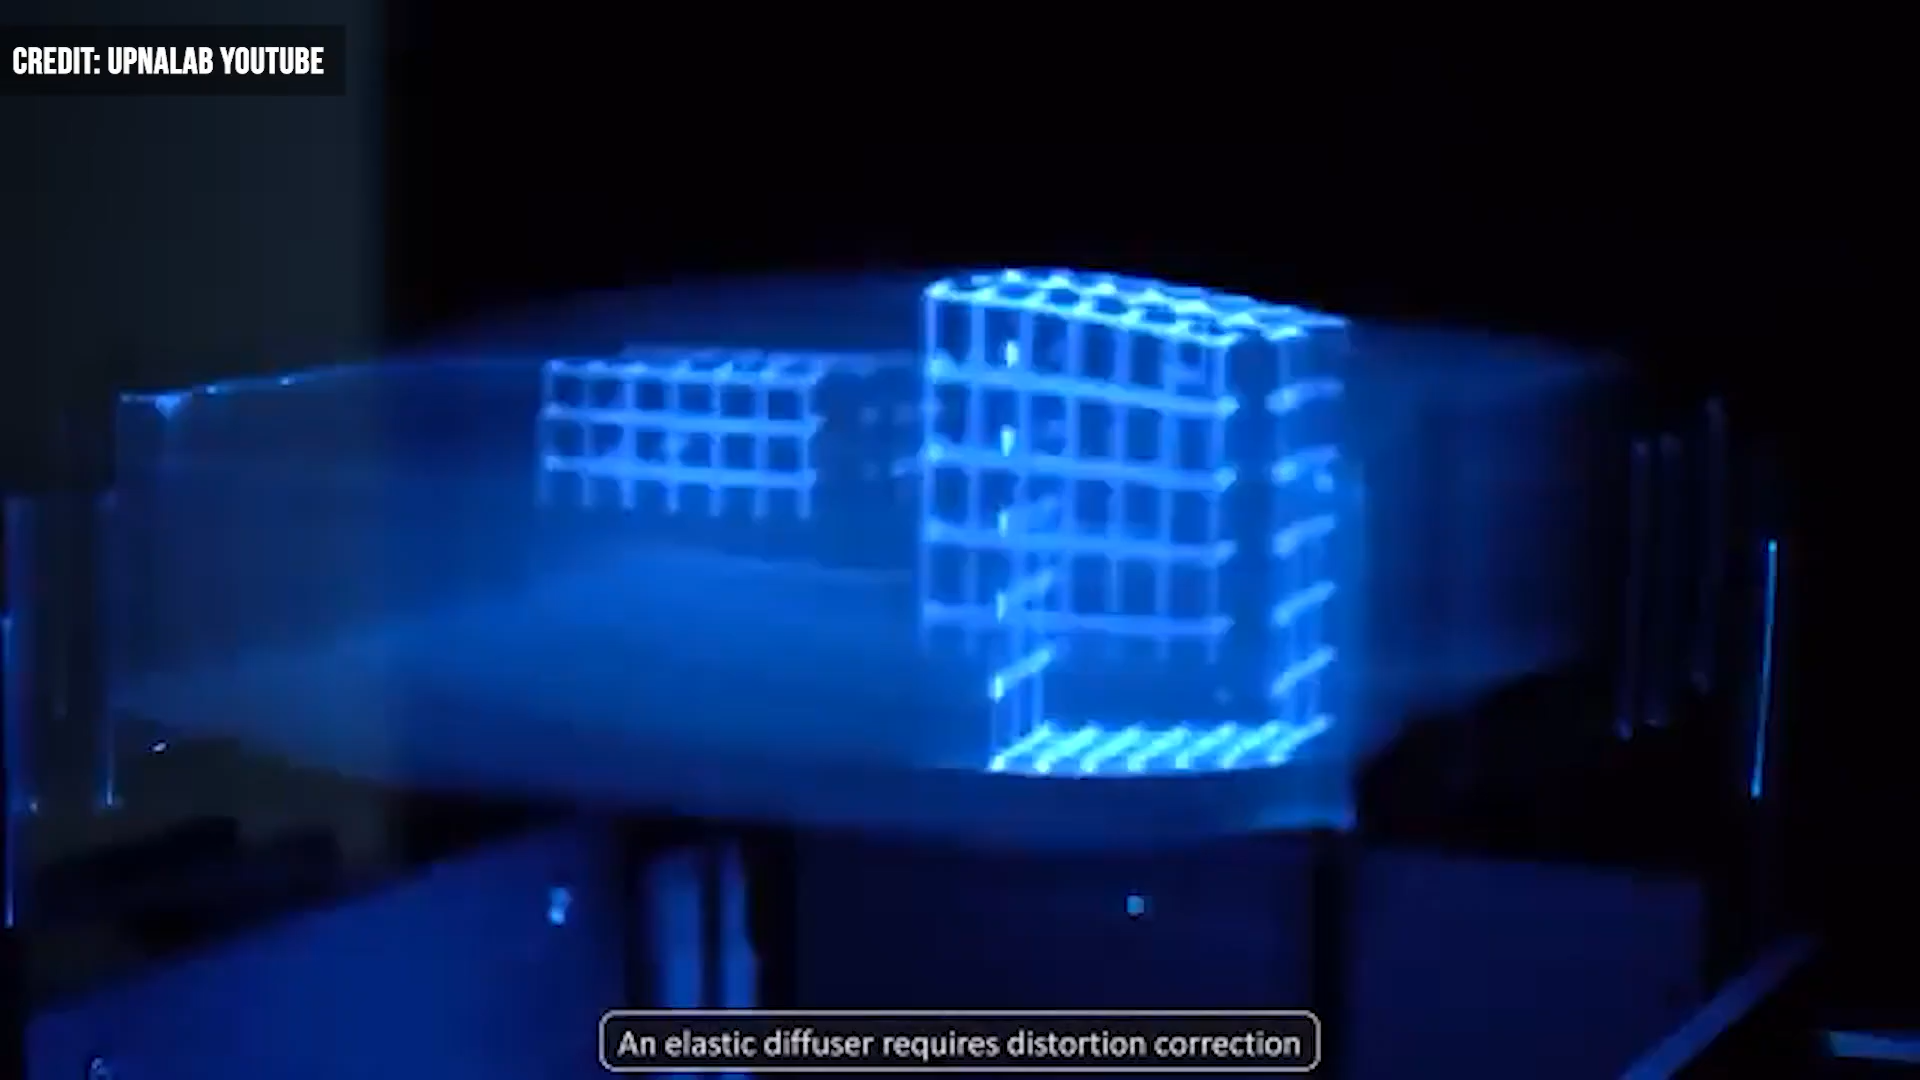 CREDIT: UPNALAB YOUTUBE
An elastic diffuser requires distortion correction